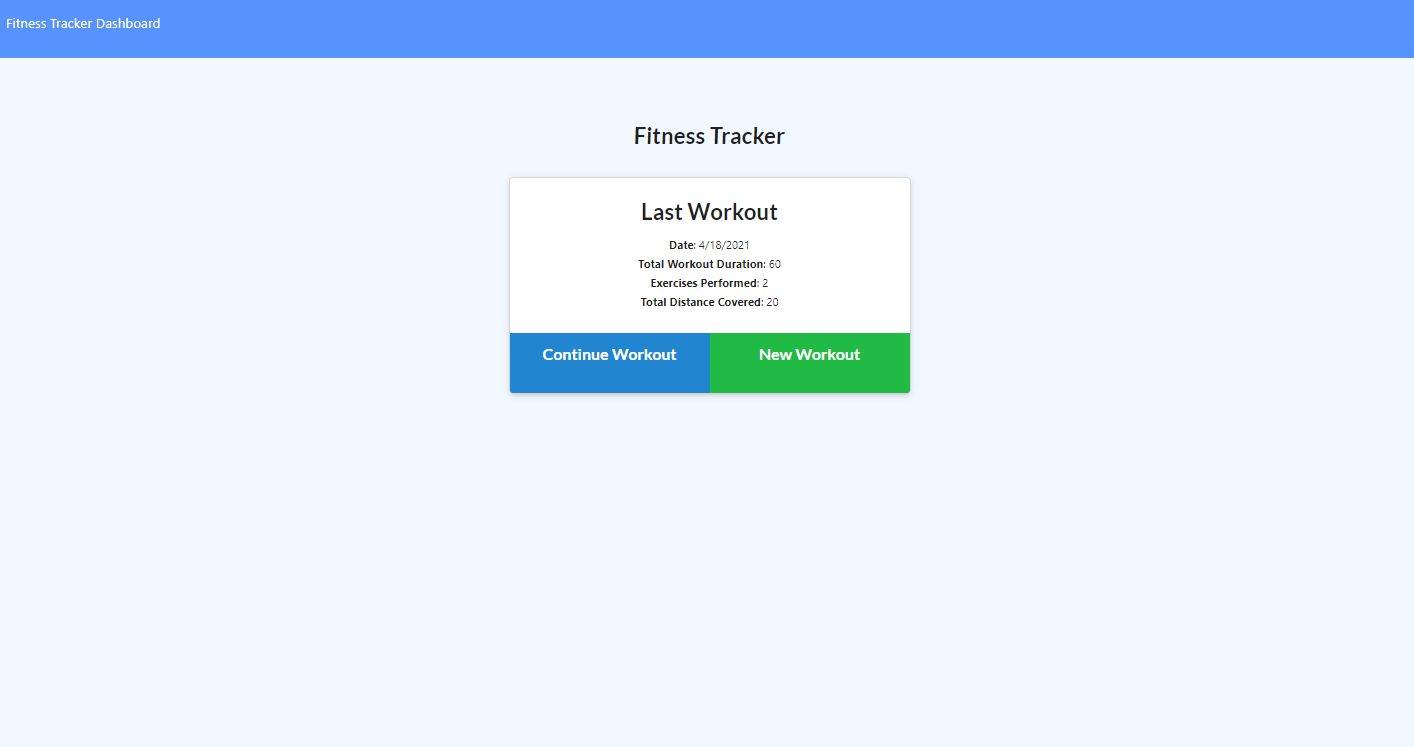 Fitness Tracker Dashboard
Fitness Tracker
Last Workout
Date: 4/18/2021
Total Workout Duration: 60
Exercises Performed: 2
Total Distance Covered: 20
Continue Workout
New Workout